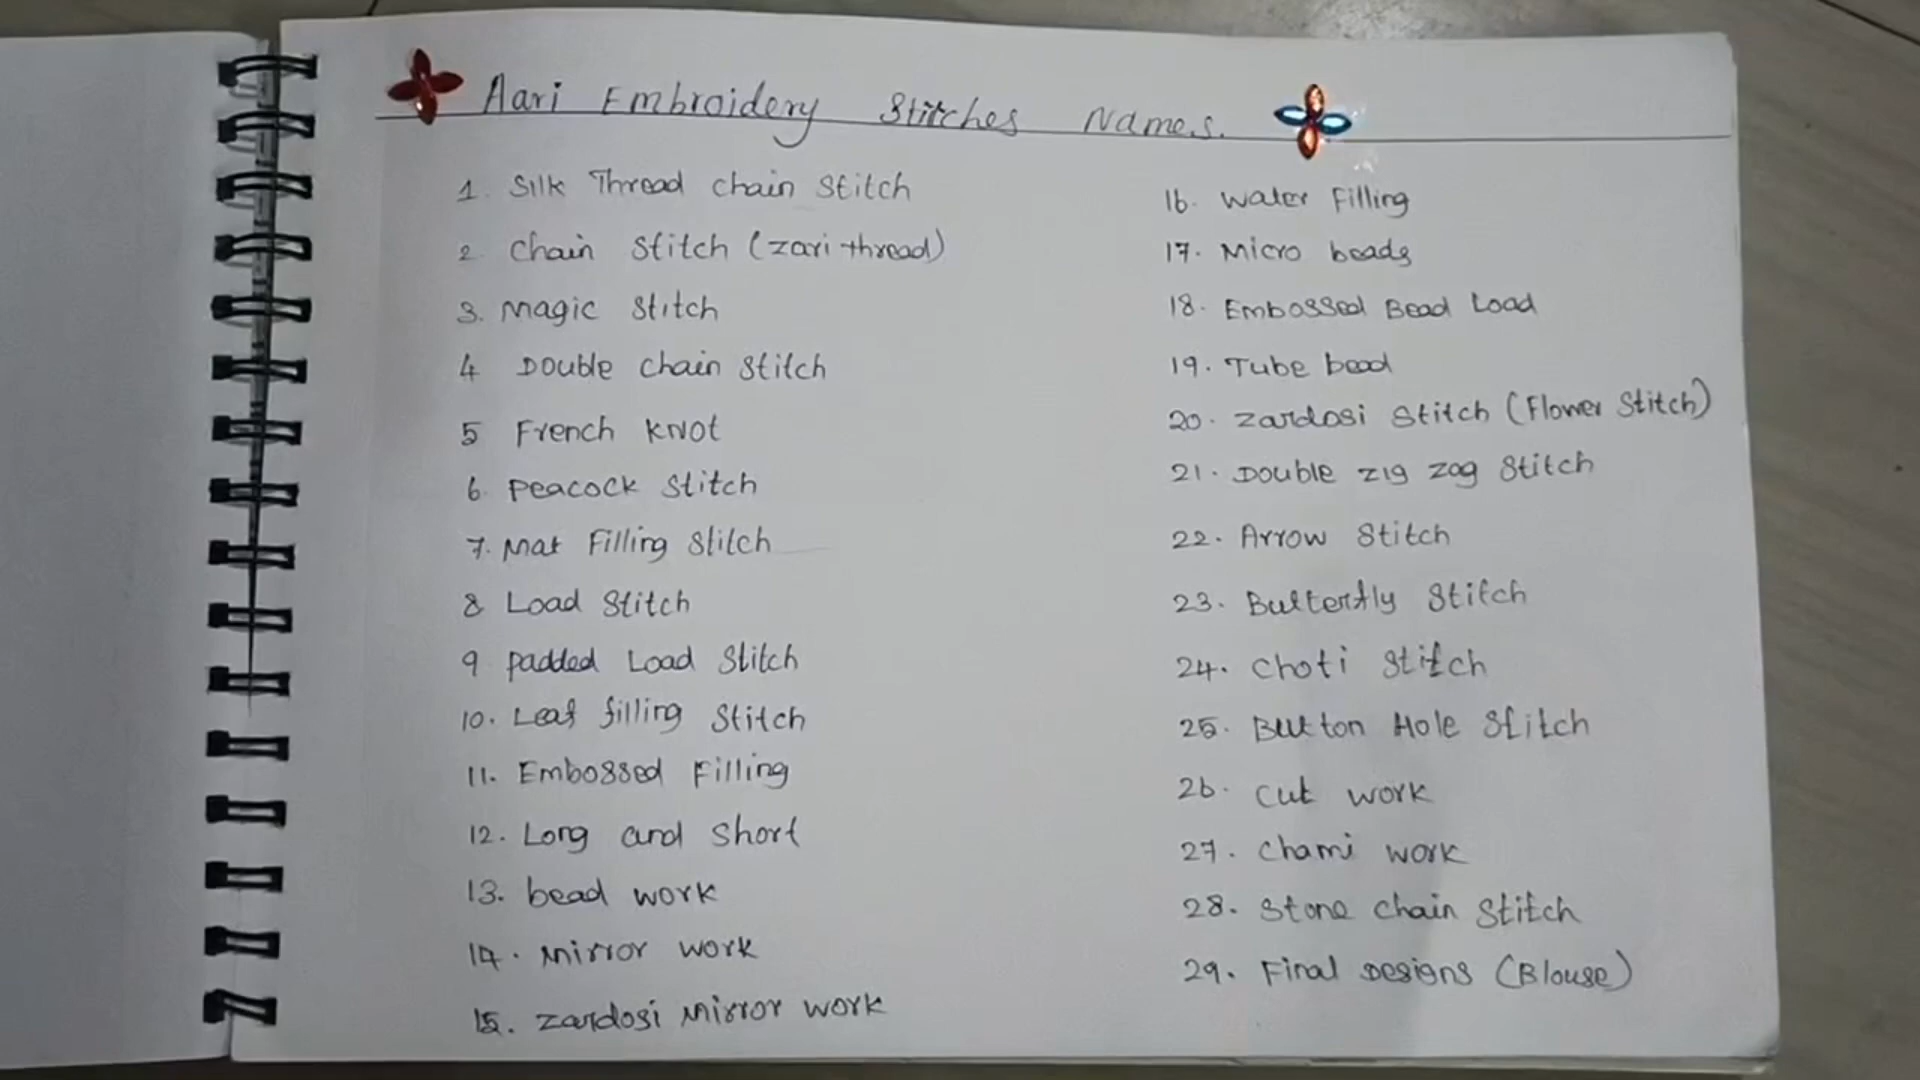 Aari Embroidery Stitches Names.
1. Silk Thread chain Stitch
2. Chain Stitch (zari thread)
3. Magic Stitch
4 Double chain Stitch
5 French Knot
6. Peacock Stitch
7. Mat Filling Stitch
8 Load Stitch
9 Padded Load Stitch
10. Leaf filling Stitch
11. Embossed Filling
12. Long and Short
13. bead work
14. Mirror work
15. Zardosi Mirror work
16. Water Filling
17. Micro beads
18. Embossed Bead Load
19. Tube bead
20. Zardosi Stitch (Flower Stitch)
21. Double zig zag Stitch
22. Arrow Stitch
23. Butterfly Stitch
24. Choti Stitch
25. Button Hole Stitch
26. Cut work
27. Chami work
28. Stone Chain Stitch
29. Final Designs (Blouse)